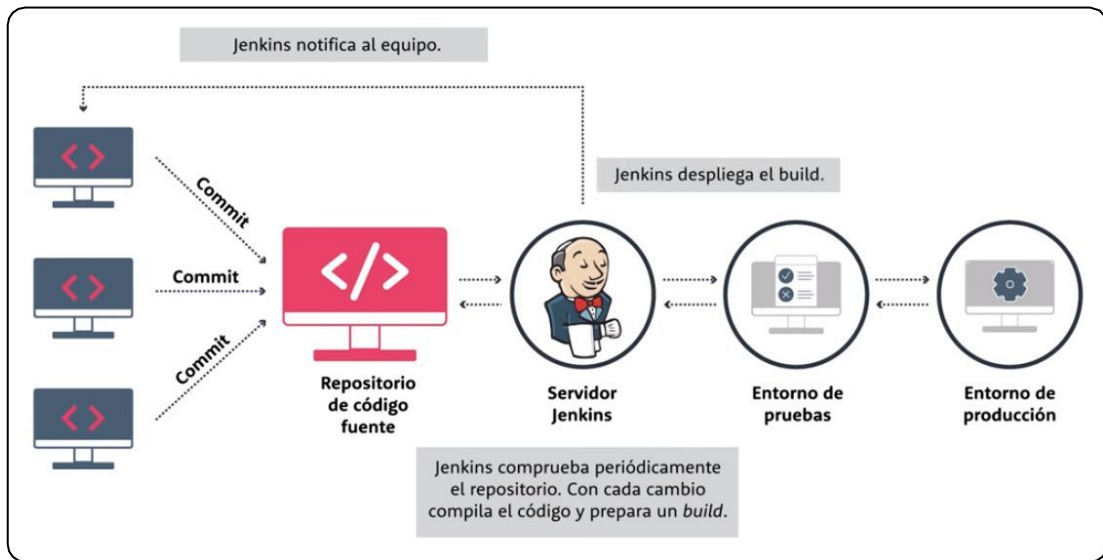 Jenkins notifica al equipo.
Jenkins despliega el build.
Commit
Commit
Commit
Repositorio
de código
fuente
Servidor
Jenkins
Entorno de
pruebas
Entorno de
producción
Jenkins comprueba periódicamente
el repositorio. Con cada cambio
compila el código y prepara un build.